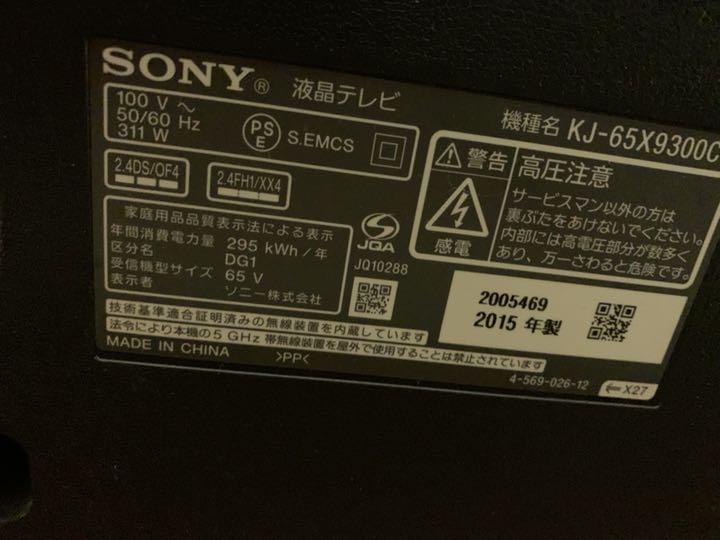 SONY® 液晶テレビ
機種名 KJ-65X9300C
100 V ~
50/60 Hz
311 W
PS
E
S.EMCS
2.4DS/OF4
2.4FH1/XX4
警告
感電
高圧注意
サービスマン以外の方は
裏ぶたをあけないでください。
内部には高電圧部分が数多く
あり、万一さわると危険です。
家庭用品品質表示法による表示
年間消費電力量 295 kWh/年
区分名 DG1
受信機型サイズ 65 V
表示者 ソニー株式会社
JQA
JQ10288
2005469
2015 年製
技術基準適合証明済みの無線装置を内蔵しています
法令により本機の5 GHz 帯無線装置を屋外で使用することは禁止されています
MADE IN CHINA >PP<
4-569-026-12
X27